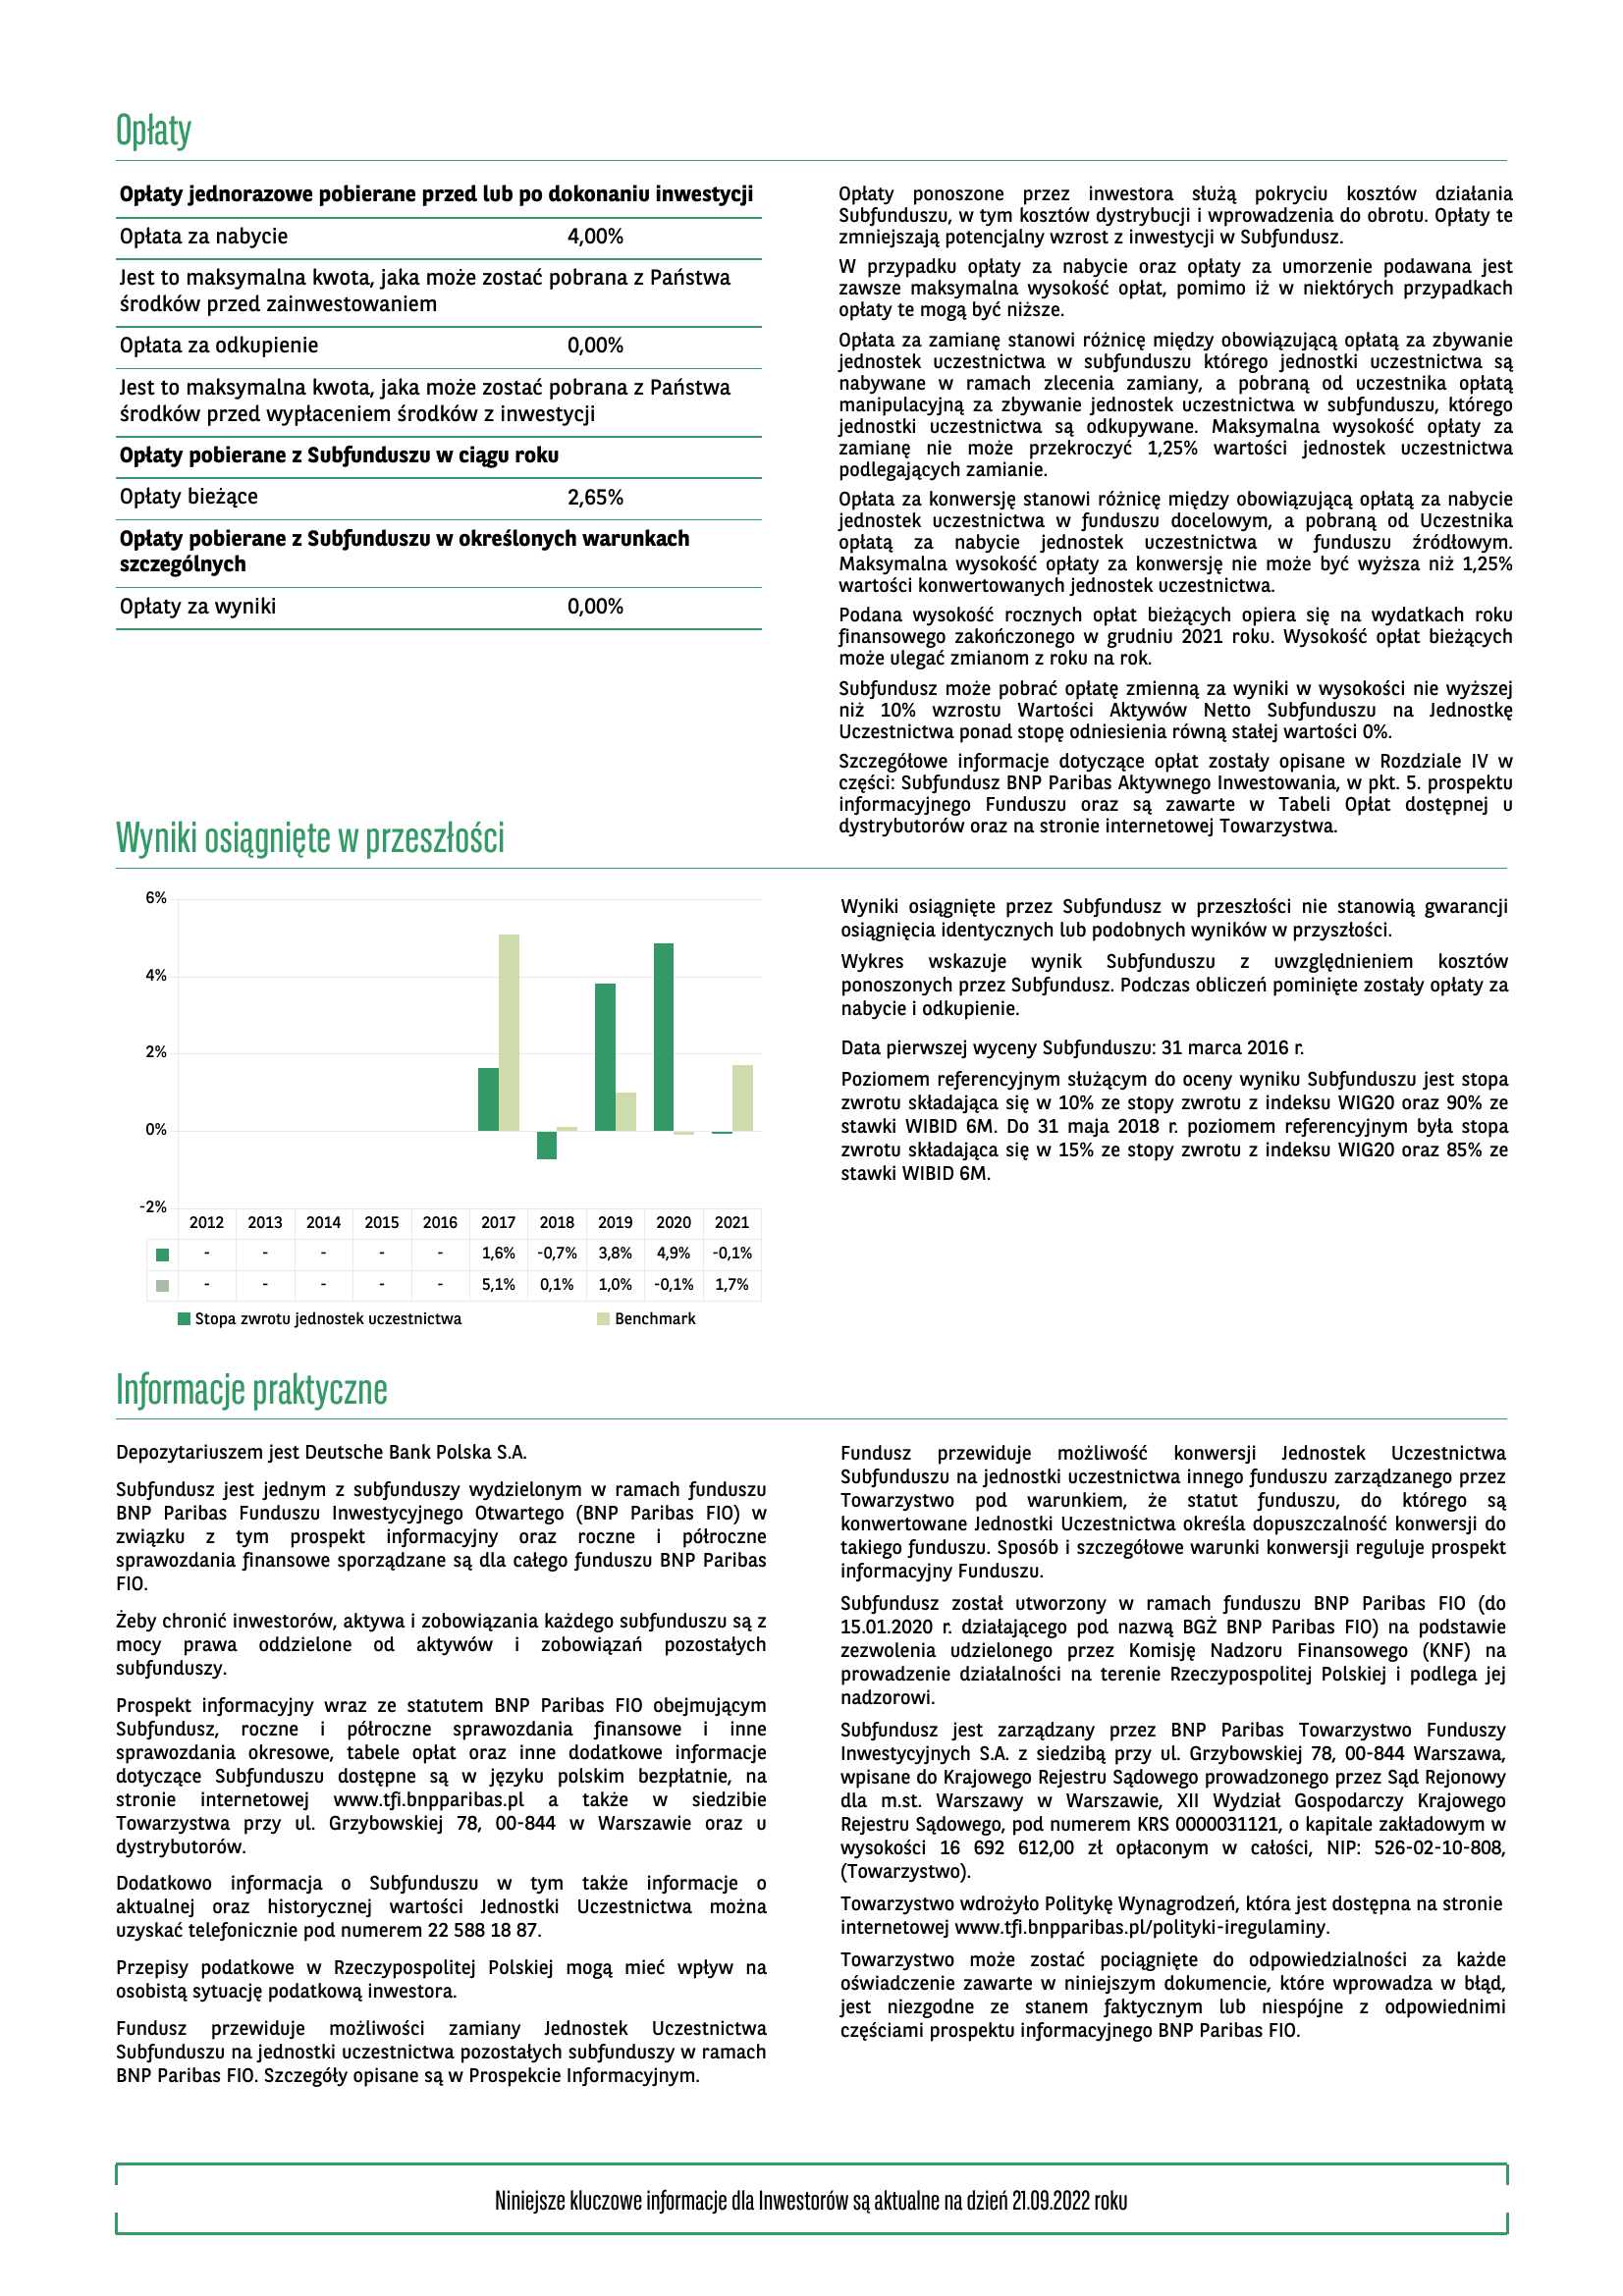 Opłaty
Opłaty jednorazowe pobierane przed lub po dokonaniu inwestycji
Opłata za nabycie 4,00%
Jest to maksymalna kwota, jaka może zostać pobrana z Państwa
środków przed zainwestowaniem
Opłata za odkupienie 0,00%
Jest to maksymalna kwota, jaka może zostać pobrana z Państwa
środków przed wypłaceniem środków z inwestycji
Opłaty pobierane z Subfunduszu w ciągu roku
Opłaty bieżące 2,65%
Opłaty pobierane z Subfunduszu w określonych warunkach
szczególnych
Opłaty za wyniki 0,00%
Opłaty ponoszone przez inwestora służą pokryciu kosztów działania
Subfunduszu, w tym kosztów dystrybucji i wprowadzenia do obrotu. Opłaty te
zmniejszają potencjalny wzrost z inwestycji w Subfundusz.
W przypadku opłaty za nabycie oraz opłaty za umorzenie podawana jest
zawsze maksymalna wysokość opłat, pomimo iż w niektórych przypadkach
opłaty te mogą być niższe.
Opłata za zamianę stanowi różnicę między obowiązującą opłatą za zbywanie
jednostek uczestnictwa w subfunduszu którego jednostki uczestnictwa są
nabywane w ramach zlecenia zamiany, a pobraną od uczestnika opłatą
manipulacyjną za zbywanie jednostek uczestnictwa w subfunduszu, którego
jednostki uczestnictwa są odkupywane. Maksymalna wysokość opłaty za
zamianę nie może przekroczyć 1,25% wartości jednostek uczestnictwa
podlegających zamianie.
Opłata za konwersję stanowi różnicę między obowiązującą opłatą za nabycie
jednostek uczestnictwa w funduszu docelowym, a pobraną od Uczestnika
opłatą za nabycie jednostek uczestnictwa w funduszu źródłowym.
Maksymalna wysokość opłaty za konwersję nie może być wyższa niż 1,25%
wartości konwertowanych jednostek uczestnictwa.
Podana wysokość rocznych opłat bieżących opiera się na wydatkach roku
finansowego zakończonego w grudniu 2021 roku. Wysokość opłat bieżących
może ulegać zmianom z roku na rok.
Subfundusz może pobrać opłatę zmienną za wyniki w wysokości nie wyższej
niż 10% wzrostu Wartości Aktywów Netto Subfunduszu na Jednostkę
Uczestnictwa ponad stopę odniesienia równą stałej wartości 0%.
Szczegółowe informacje dotyczące opłat zostały opisane w Rozdziale IV w
części: Subfundusz BNP Paribas Aktywnego Inwestowania, w pkt. 5. prospektu
informacyjnego Funduszu oraz są zawarte w Tabeli Opłat dostępnej u
dystrybutorów oraz na stronie internetowej Towarzystwa.
Wyniki osiągnięte w przeszłości
6%
4%
2%
0%
-2%
2012 2013 2014 2015 2016 2017 2018 2019 2020 2021
- - - - - 1,6% -0,7% 3,8% 4,9% -0,1%
- - - - - 5,1% 0,1% 1,0% -0,1% 1,7%
Stopa zwrotu jednostek uczestnictwa Benchmark
Wyniki osiągnięte przez Subfundusz w przeszłości nie stanowią gwarancji
osiągnięcia identycznych lub podobnych wyników w przyszłości.
Wykres wskazuje wynik Subfunduszu z uwzględnieniem kosztów
ponoszonych przez Subfundusz. Podczas obliczeń pominięte zostały opłaty za
nabycie i odkupienie.
Data pierwszej wyceny Subfunduszu: 31 marca 2016 r.
Poziomem referencyjnym służącym do oceny wyniku Subfunduszu jest stopa
zwrotu składająca się w 10% ze stopy zwrotu z indeksu WIG20 oraz 90% ze
stawki WIBID 6M. Do 31 maja 2018 r. poziomem referencyjnym była stopa
zwrotu składająca się w 15% ze stopy zwrotu z indeksu WIG20 oraz 85% ze
stawki WIBID 6M.
Informacje praktyczne
Depozytariuszem jest Deutsche Bank Polska S.A.
Subfundusz jest jednym z subfunduszy wydzielonym w ramach funduszu
BNP Paribas Funduszu Inwestycyjnego Otwartego (BNP Paribas FIO) w
związku z tym prospekt informacyjny oraz roczne i półroczne
sprawozdania finansowe sporządzane są dla całego funduszu BNP Paribas
FIO.
Żeby chronić inwestorów, aktywa i zobowiązania każdego subfunduszu są z
mocy prawa oddzielone od aktywów i zobowiązań pozostałych
subfunduszy.
Prospekt informacyjny wraz ze statutem BNP Paribas FIO obejmującym
Subfundusz, roczne i półroczne sprawozdania finansowe i inne
sprawozdania okresowe, tabele opłat oraz inne dodatkowe informacje
dotyczące Subfunduszu dostępne są w języku polskim bezpłatnie, na
stronie internetowej www.tfi.bnpparibas.pl a także w siedzibie
Towarzystwa przy ul. Grzybowskiej 78, 00-844 w Warszawie oraz u
dystrybutorów.
Dodatkowo informacja o Subfunduszu w tym także informacje o
aktualnej oraz historycznej wartości Jednostki Uczestnictwa można
uzyskać telefonicznie pod numerem 22 588 18 87.
Przepisy podatkowe w Rzeczypospolitej Polskiej mogą mieć wpływ na
osobistą sytuację podatkową inwestora.
Fundusz przewiduje możliwości zamiany Jednostek Uczestnictwa
Subfunduszu na jednostki uczestnictwa pozostałych subfunduszy w ramach
BNP Paribas FIO. Szczegóły opisane są w Prospekcie Informacyjnym.
Fundusz przewiduje możliwość konwersji Jednostek Uczestnictwa
Subfunduszu na jednostki uczestnictwa innego funduszu zarządzanego przez
Towarzystwo pod warunkiem, że statut funduszu, do którego są
konwertowane Jednostki Uczestnictwa określa dopuszczalność konwersji do
takiego funduszu. Sposób i szczegółowe warunki konwersji reguluje prospekt
informacyjny Funduszu.
Subfundusz został utworzony w ramach funduszu BNP Paribas FIO (do
15.01.2020 r. działającego pod nazwą BGŻ BNP Paribas FIO) na podstawie
zezwolenia udzielonego przez Komisję Nadzoru Finansowego (KNF) na
prowadzenie działalności na terenie Rzeczypospolitej Polskiej i podlega jej
nadzorowi.
Subfundusz jest zarządzany przez BNP Paribas Towarzystwo Funduszy
Inwestycyjnych S.A. z siedzibą przy ul. Grzybowskiej 78, 00-844 Warszawa,
wpisane do Krajowego Rejestru Sądowego prowadzonego przez Sąd Rejonowy
dla m.st. Warszawy w Warszawie, XII Wydział Gospodarczy Krajowego
Rejestru Sądowego, pod numerem KRS 0000031121, o kapitale zakładowym w
wysokości 16 692 612,00 zł opłaconym w całości, NIP: 526-02-10-808,
(Towarzystwo).
Towarzystwo wdrożyło Politykę Wynagrodzeń, która jest dostępna na stronie
internetowej www.tfi.bnpparibas.pl/polityki-iregulaminy.
Towarzystwo może zostać pociągnięte do odpowiedzialności za każde
oświadczenie zawarte w niniejszym dokumencie, które wprowadza w błąd,
jest niezgodne ze stanem faktycznym lub niespójne z odpowiednimi
częściami prospektu informacyjnego BNP Paribas FIO.
Niniejsze kluczowe informacje dla Inwestorów są aktualne na dzień 21.09.2022 roku